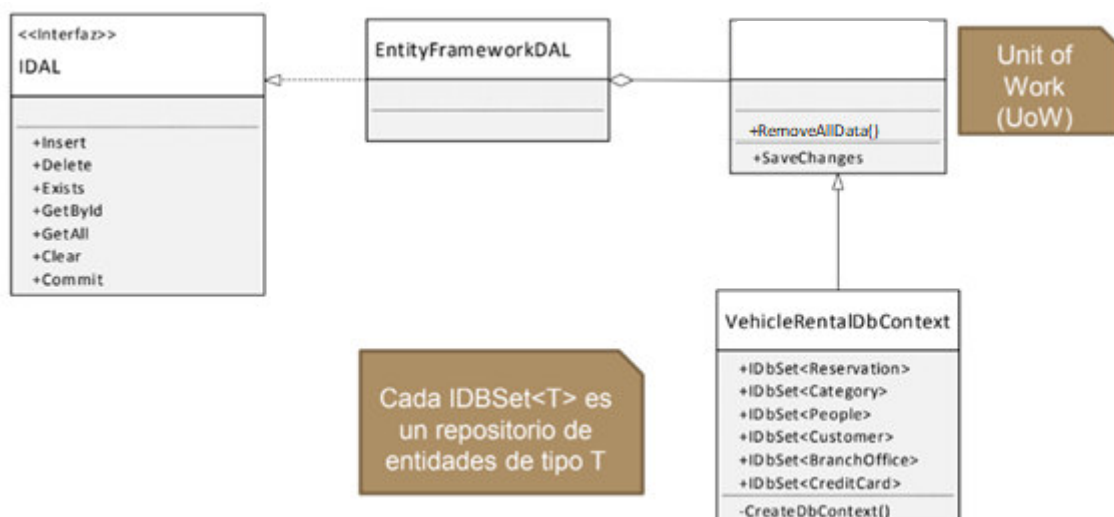 <<Interfaz>>
IDAL
+Insert
+Delete
+Exists
+GetById
+GetAll
+Clear
+Commit
EntityFrameworkDAL
+RemoveAllData()
+SaveChanges
Unit of
Work
(UoW)
Cada IDBSet<T> es
un repositorio de
entidades de tipo T
VehicleRentalDbContext
+IDbSet<Reservation>
+IDbSet<Category>
+IDbSet<People>
+IDbSet<Customer>
+IDbSet<BranchOffice>
+IDbSet<CreditCard>
-CreateDbContext()